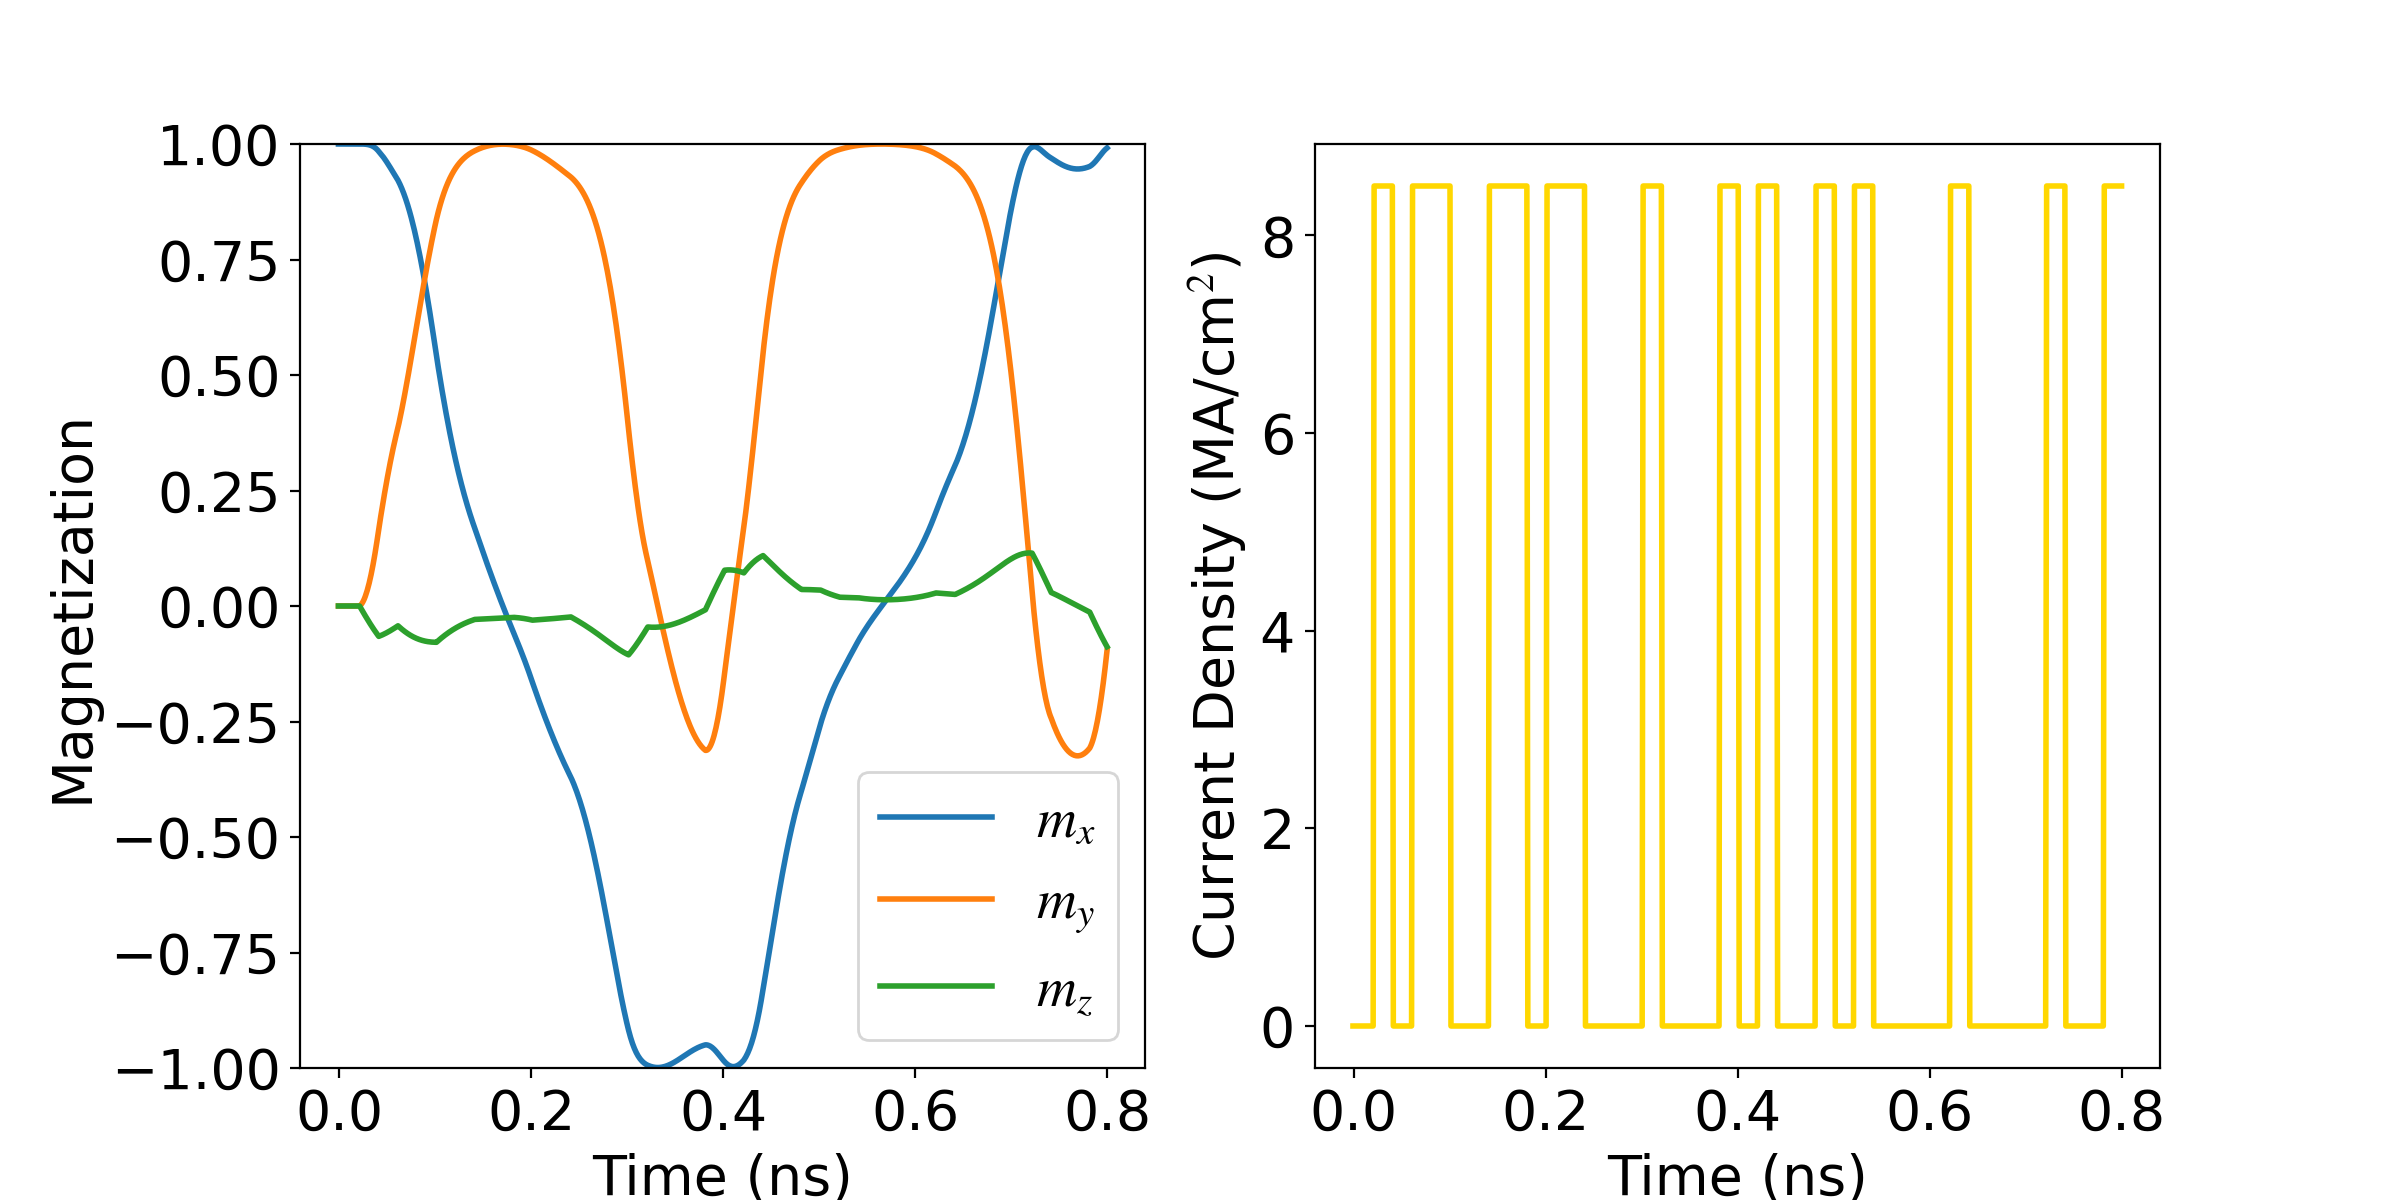 1.00
0.75
0.50
0.25
0.00
−0.25
−0.50
−0.75
−1.00
Magnetization
0.0 0.2 0.4 0.6 0.8
Time (ns)
m_x
m_y
m_z
8
6
4
2
0
Current Density (MA/cm²)
0.0 0.2 0.4 0.6 0.8
Time (ns)